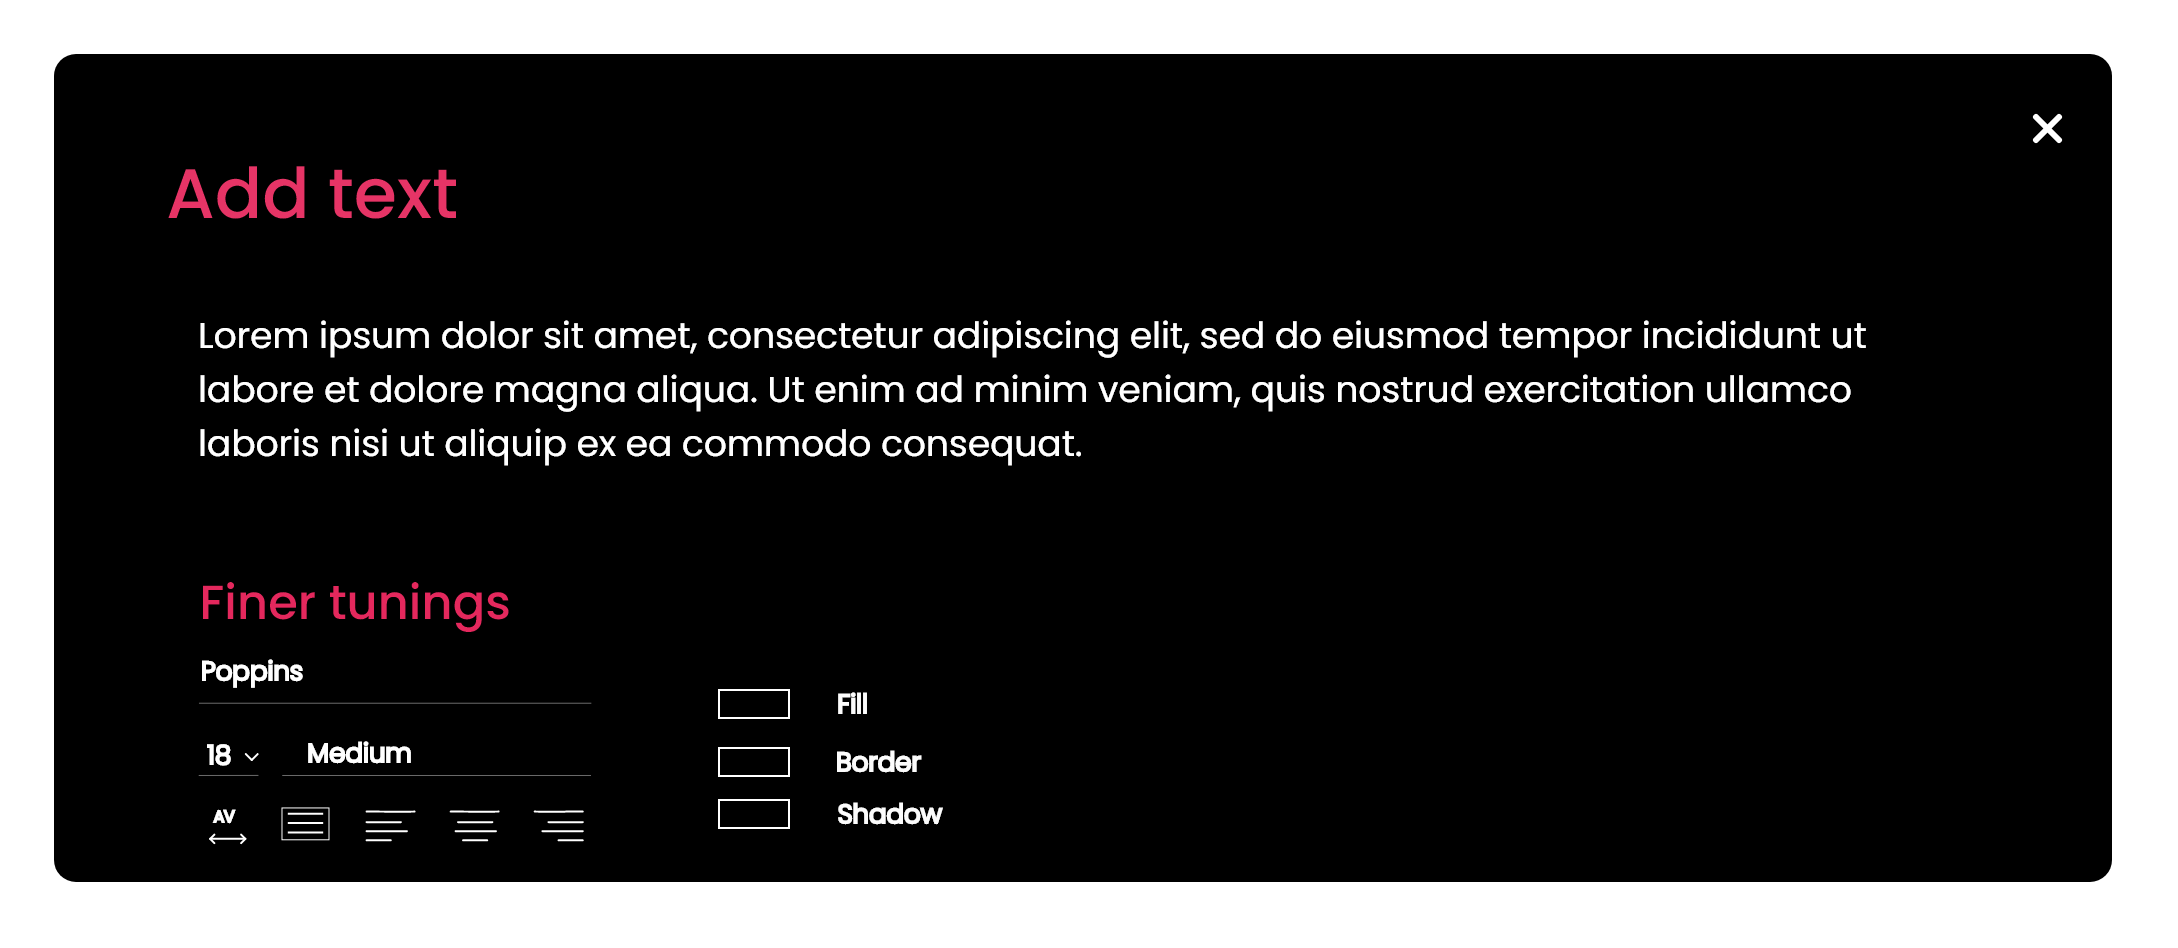 Add text
Lorem ipsum dolor sit amet, consectetur adipiscing elit, sed do eiusmod tempor incididunt ut
labore et dolore magna aliqua. Ut enim ad minim veniam, quis nostrud exercitation ullamco
laboris nisi ut aliquip ex ea commodo consequat.
Finer tunings
Poppins
18 Medium
AV
Fill
Border
Shadow